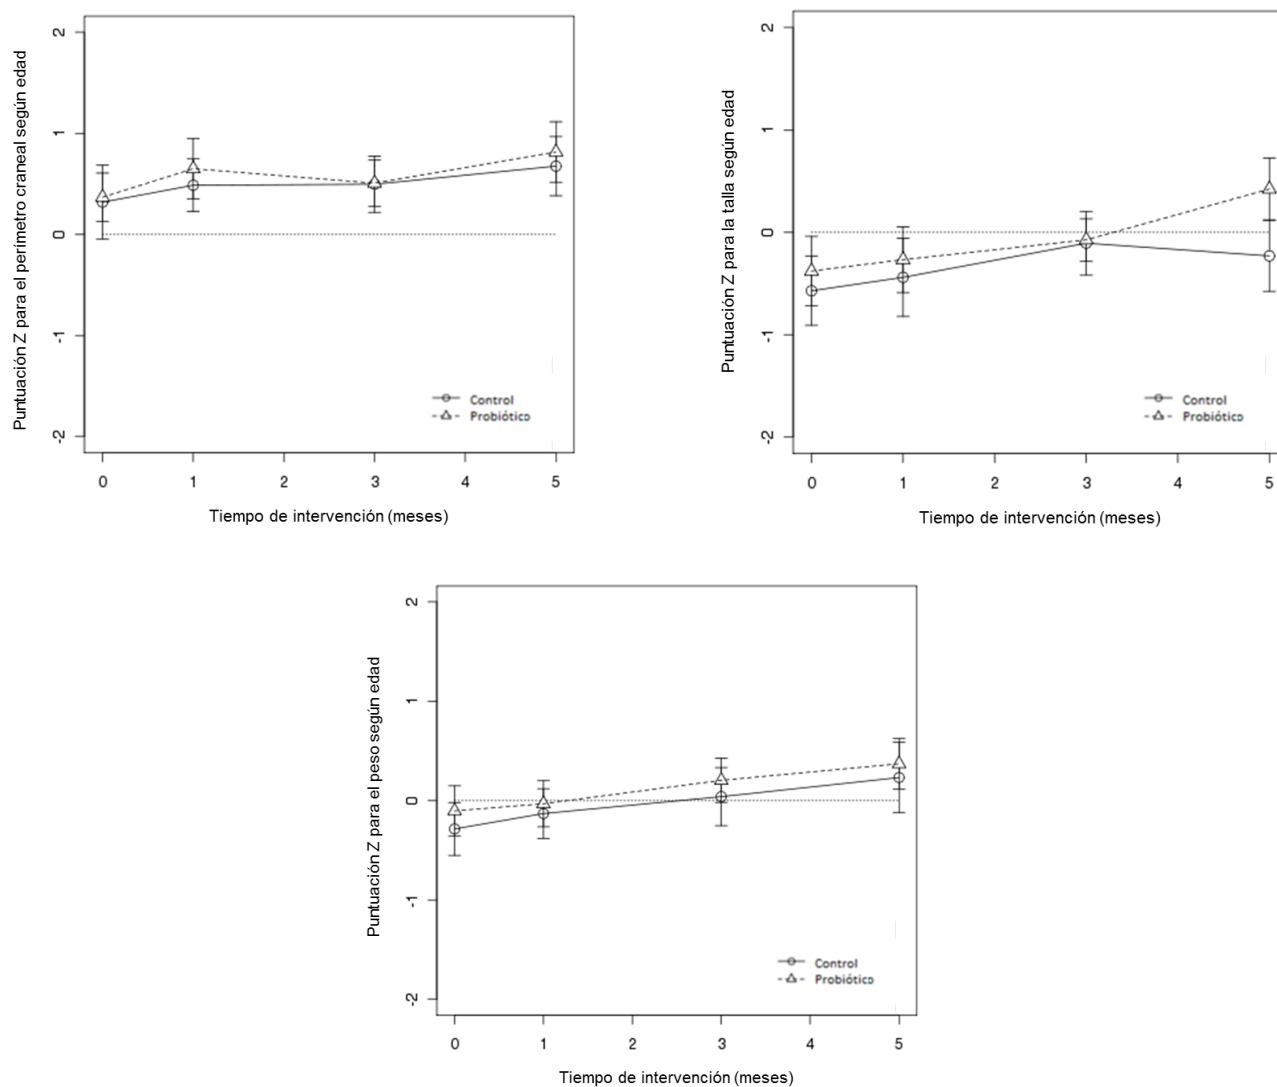 Puntuación Z para el perímetro craneal según edad
2
1
0
-1
-2
Control
Probiótico
0
1
2
3
4
5
Tiempo de intervención (meses)
Puntuación Z para la talla según edad
2
1
0
-1
-2
Control
Probiótico
0
1
2
3
4
5
Tiempo de intervención (meses)
Puntuación Z para el peso según edad
2
1
0
-1
-2
Control
Probiótico
0
1
2
3
4
5
Tiempo de intervención (meses)